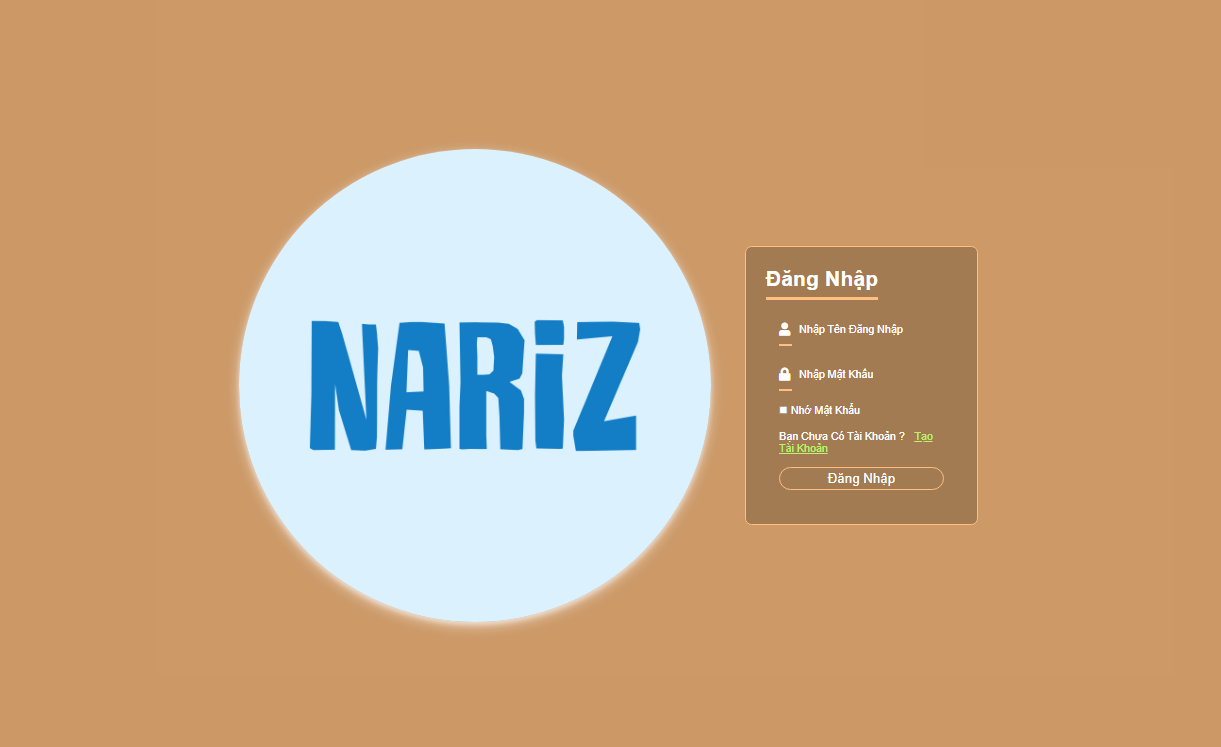 NARiZ
Đăng Nhập
Nhập Tên Đăng Nhập
Nhập Mật Khẩu
Nhớ Mật Khẩu
Bạn Chưa Có Tài Khoản ? Tạo
Tài Khoản
Đăng Nhập